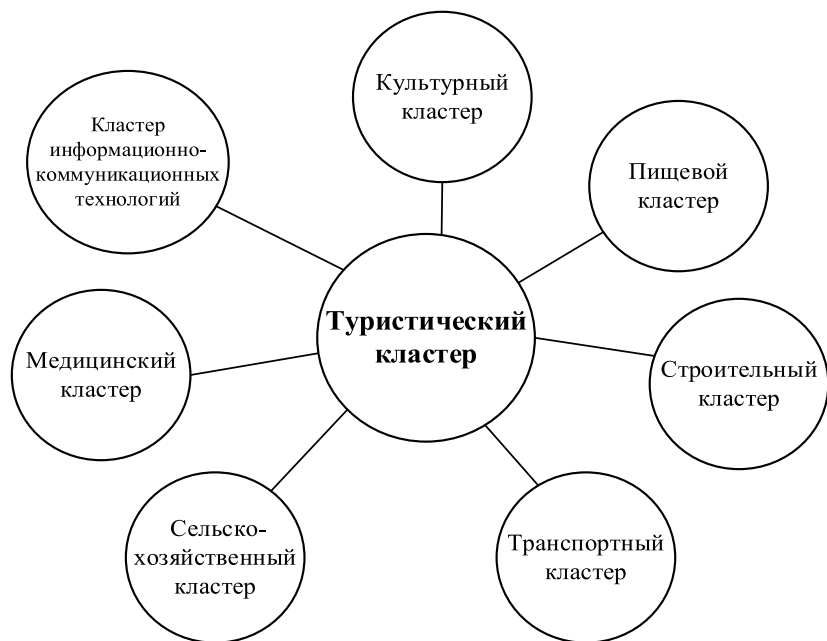 Культурный
кластер
Кластер
информационно-
коммуникационных
технологий
Пищевой
кластер
Туристический
кластер
Медицинский
кластер
Строительный
кластер
Сельско-
хозяйственный
кластер
Транспортный
кластер